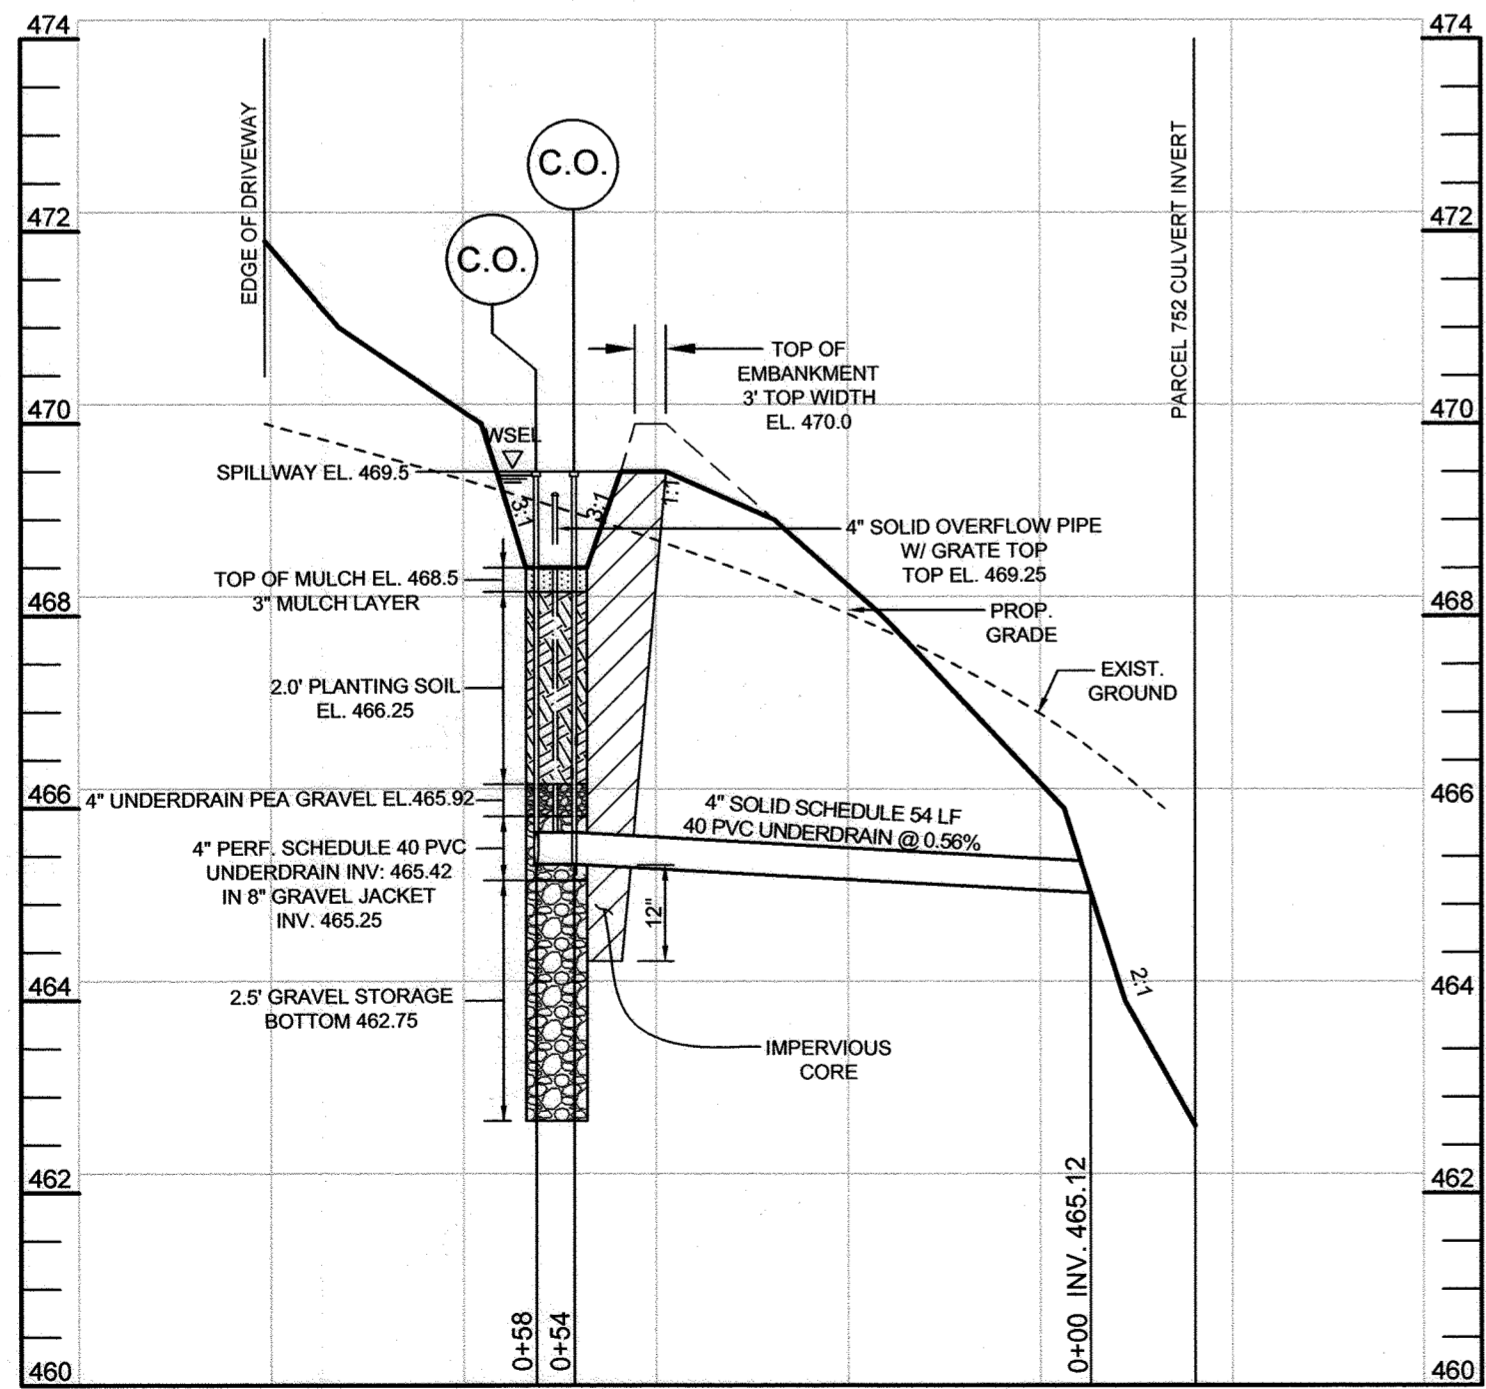 474
474
EDGE OF DRIVEWAY
C.O.
C.O.
PARCEL 752 CULVERT INVERT
472
472
TOP OF
EMBANKMENT
3' TOP WIDTH
EL. 470.0
470
470
WSEL
SPILLWAY EL. 469.5
3:1
3:1
1:1
4" SOLID OVERFLOW PIPE
W/ GRATE TOP
TOP EL. 469.25
TOP OF MULCH EL. 468.5
3" MULCH LAYER
468
468
PROP.
GRADE
EXIST.
GROUND
2.0' PLANTING SOIL
EL. 466.25
466
466
4" UNDERDRAIN PEA GRAVEL EL.465.92
4" SOLID SCHEDULE 54 LF
40 PVC UNDERDRAIN @ 0.56%
4" PERF. SCHEDULE 40 PVC
UNDERDRAIN INV: 465.42
IN 8" GRAVEL JACKET
INV. 465.25
12"
2:1
464
464
2.5' GRAVEL STORAGE
BOTTOM 462.75
IMPERVIOUS
CORE
462
462
0+58
0+54
0+00 INV. 465.12
460
460